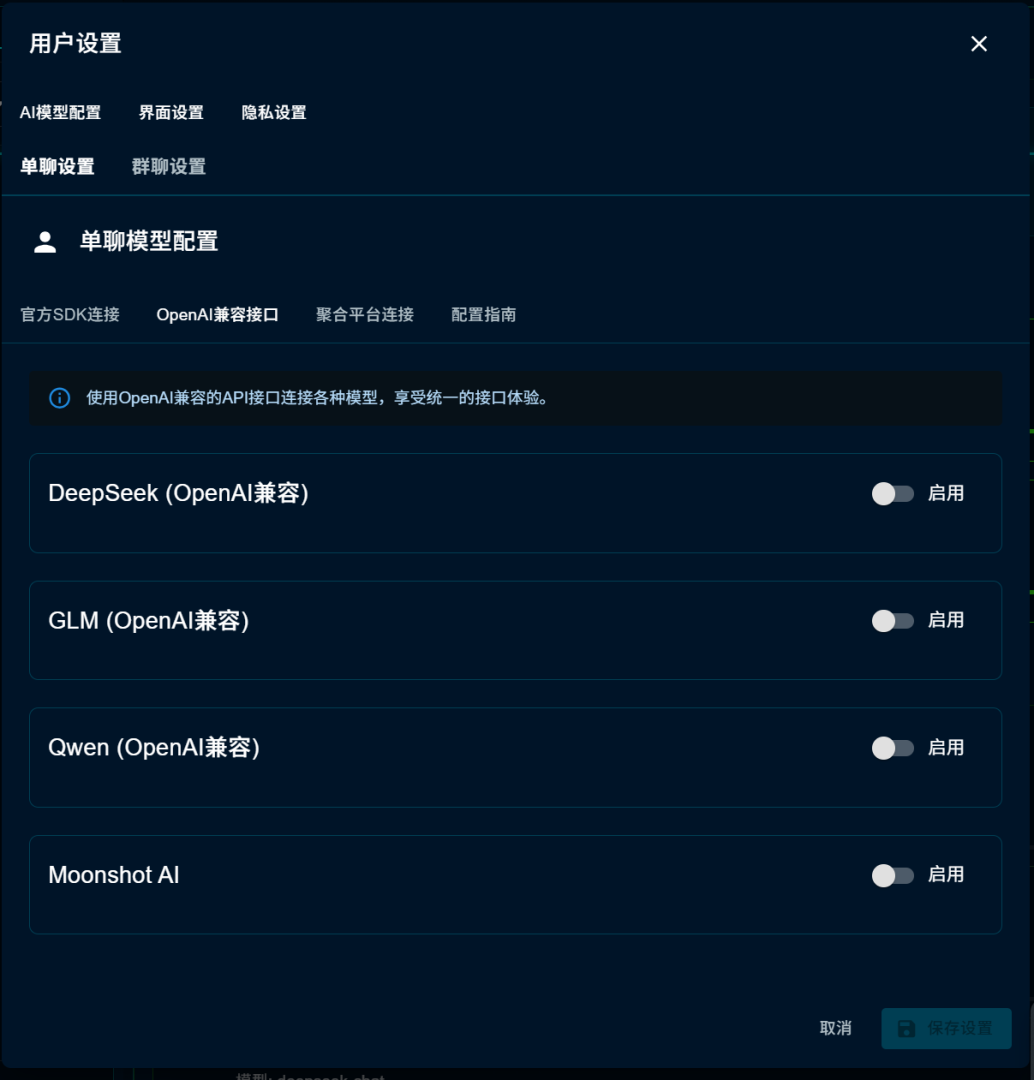 用户设置
AI模型配置 界面设置 隐私设置
单聊设置 群聊设置
单聊模型配置
官方SDK连接 OpenAI兼容接口 聚合平台连接 配置指南
使用OpenAI兼容的API接口连接各种模型，享受统一的接口体验。
DeepSeek (OpenAI兼容) 启用
GLM (OpenAI兼容) 启用
Qwen (OpenAI兼容) 启用
Moonshot AI 启用
取消 保存设置
模型: deepseek-chat